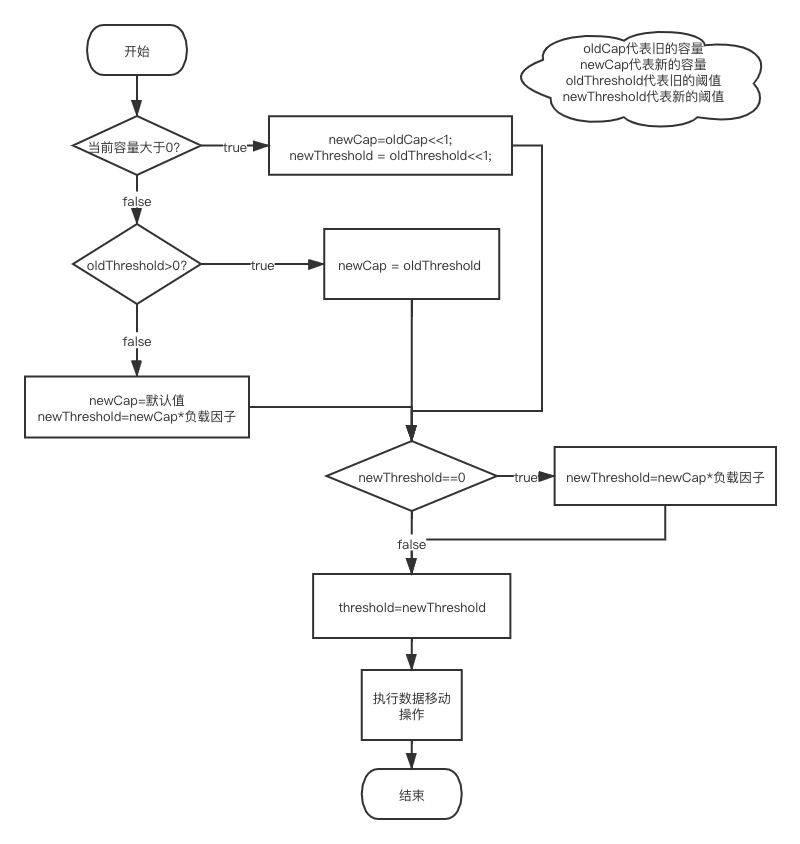 开始
oldCap代表旧的容量
newCap代表新的容量
oldThreshold代表旧的阈值
newThreshold代表新的阈值
当前容量大于0?
true
newCap=oldCap<<1;
newThreshold = oldThreshold<<1;
false
oldThreshold>0?
true
newCap = oldThreshold
false
newCap=默认值
newThreshold=newCap*负载因子
newThreshold==0
true
newThreshold=newCap*负载因子
false
threshold=newThreshold
执行数据移动
操作
结束